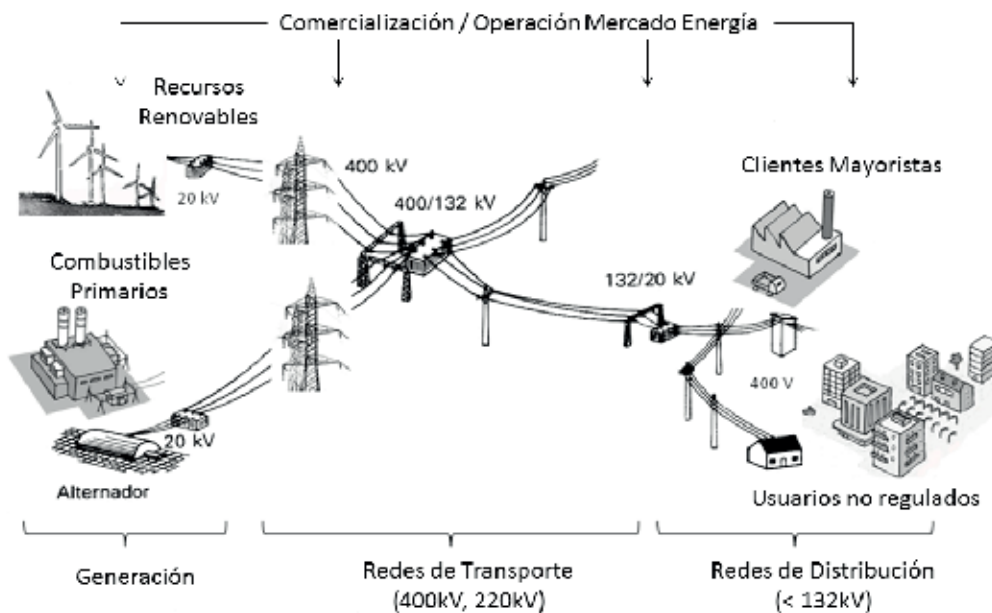 Comercialización / Operación Mercado Energía
Recursos
Renovables
20 kV
400 kV
400/132 kV
Clientes Mayoristas
Combustibles
Primarios
132/20 kV
20 kV
400 V
Alternador
Usuarios no regulados
Generación
Redes de Transporte
(400kV, 220kV)
Redes de Distribución
(< 132kV)